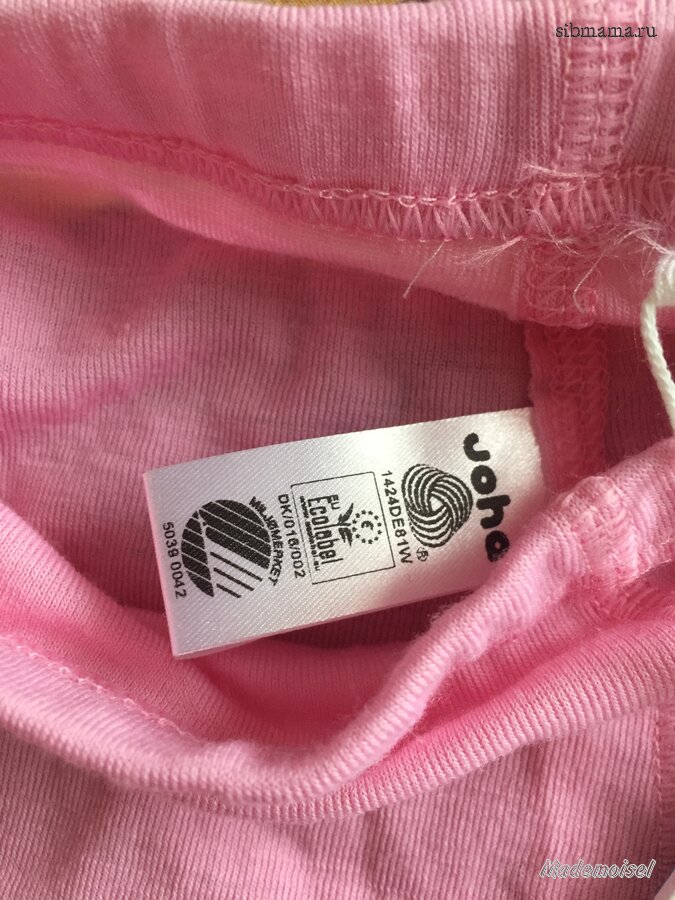 sibmama.ru
Joha
1424DE81W
®
EU
Ecolabel
DK/016/002
MILJØMERKET
5039 0042
Mademoisel